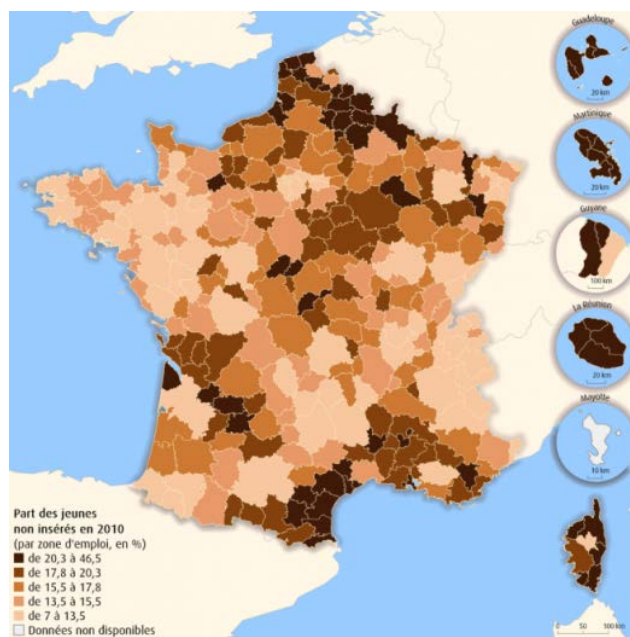 Guadeloupe
20 km
Martinique
20 km
Guyane
100 km
La Réunion
20 km
Mayotte
10 km
Part des jeunes
non insérés en 2010
(par zone d'emploi, en %)
de 20,3 à 46,5
de 17,8 à 20,3
de 15,5 à 17,8
de 13,5 à 15,5
de 7 à 13,5
Données non disponibles
0 50 100 km